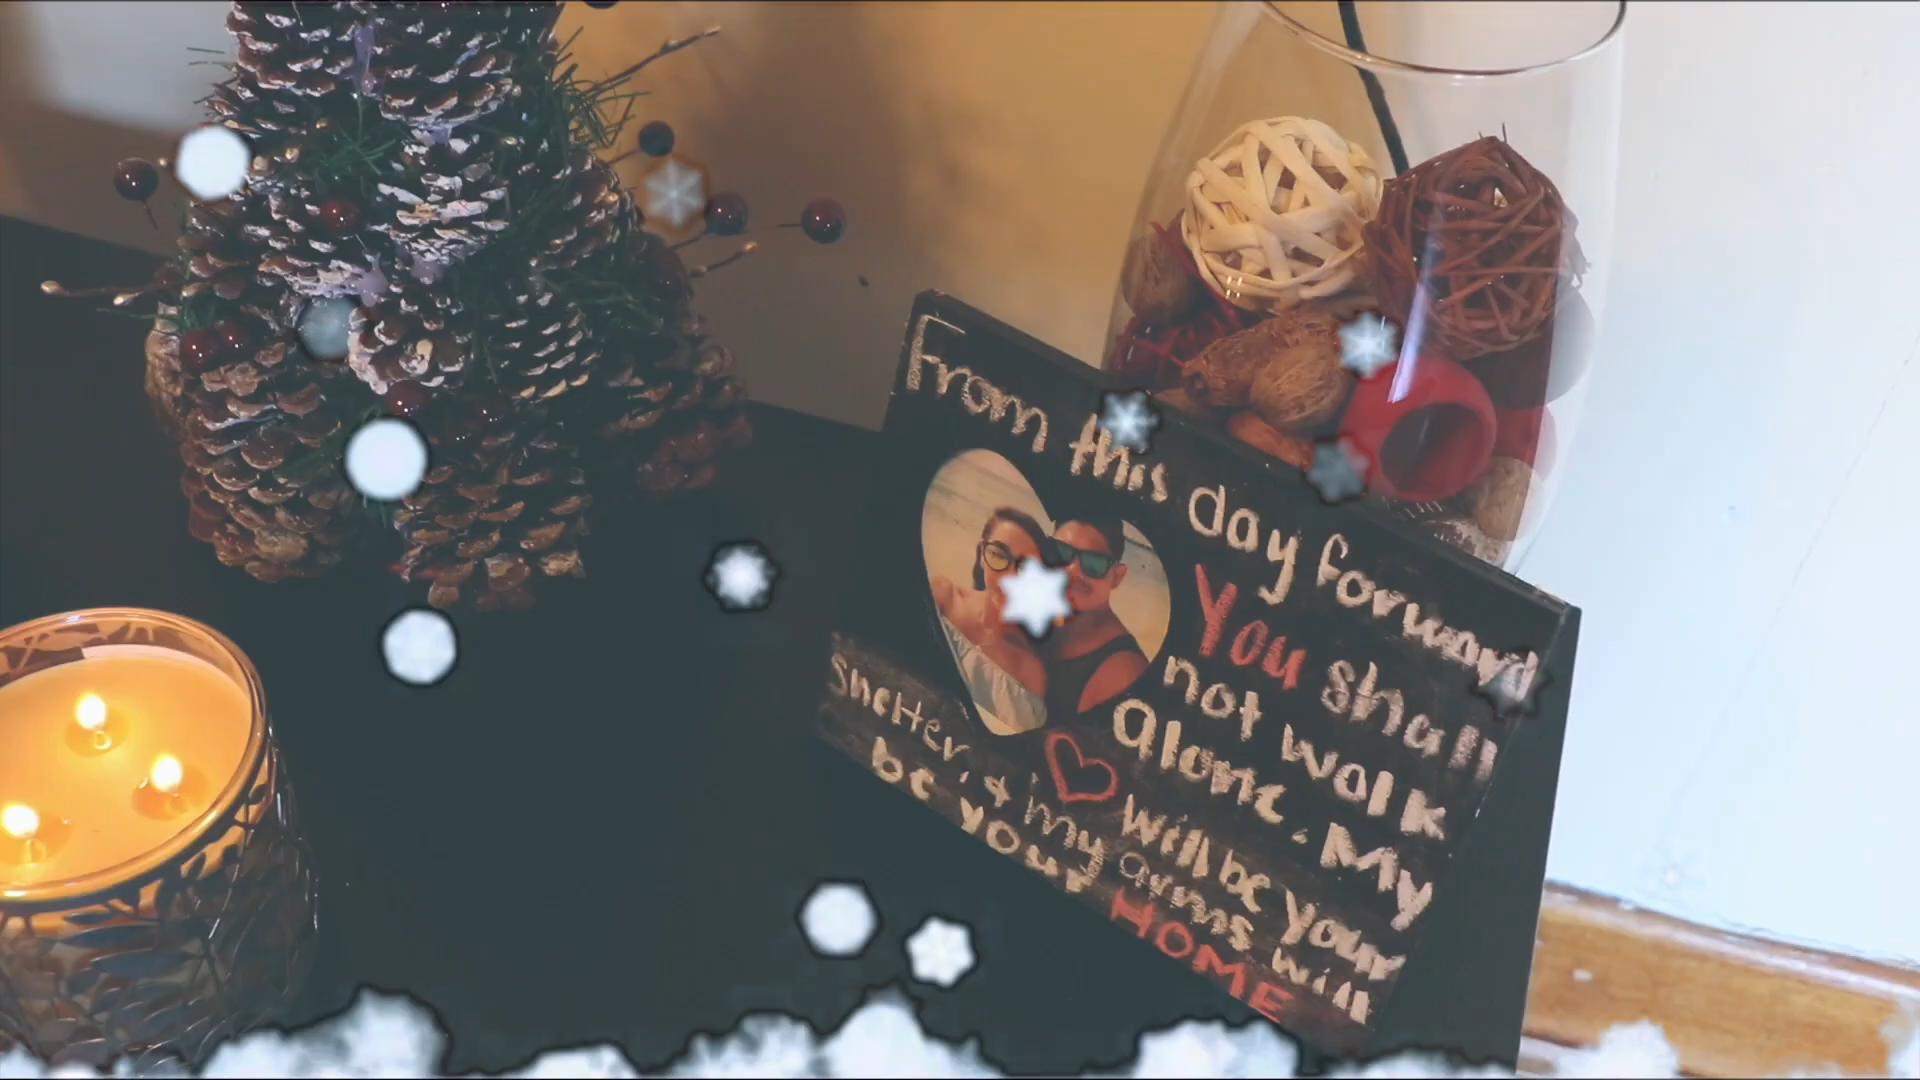 From this day forward
You shall
not walk
alone. My
♡ will be your
shelter, & my arms will
be your HOME